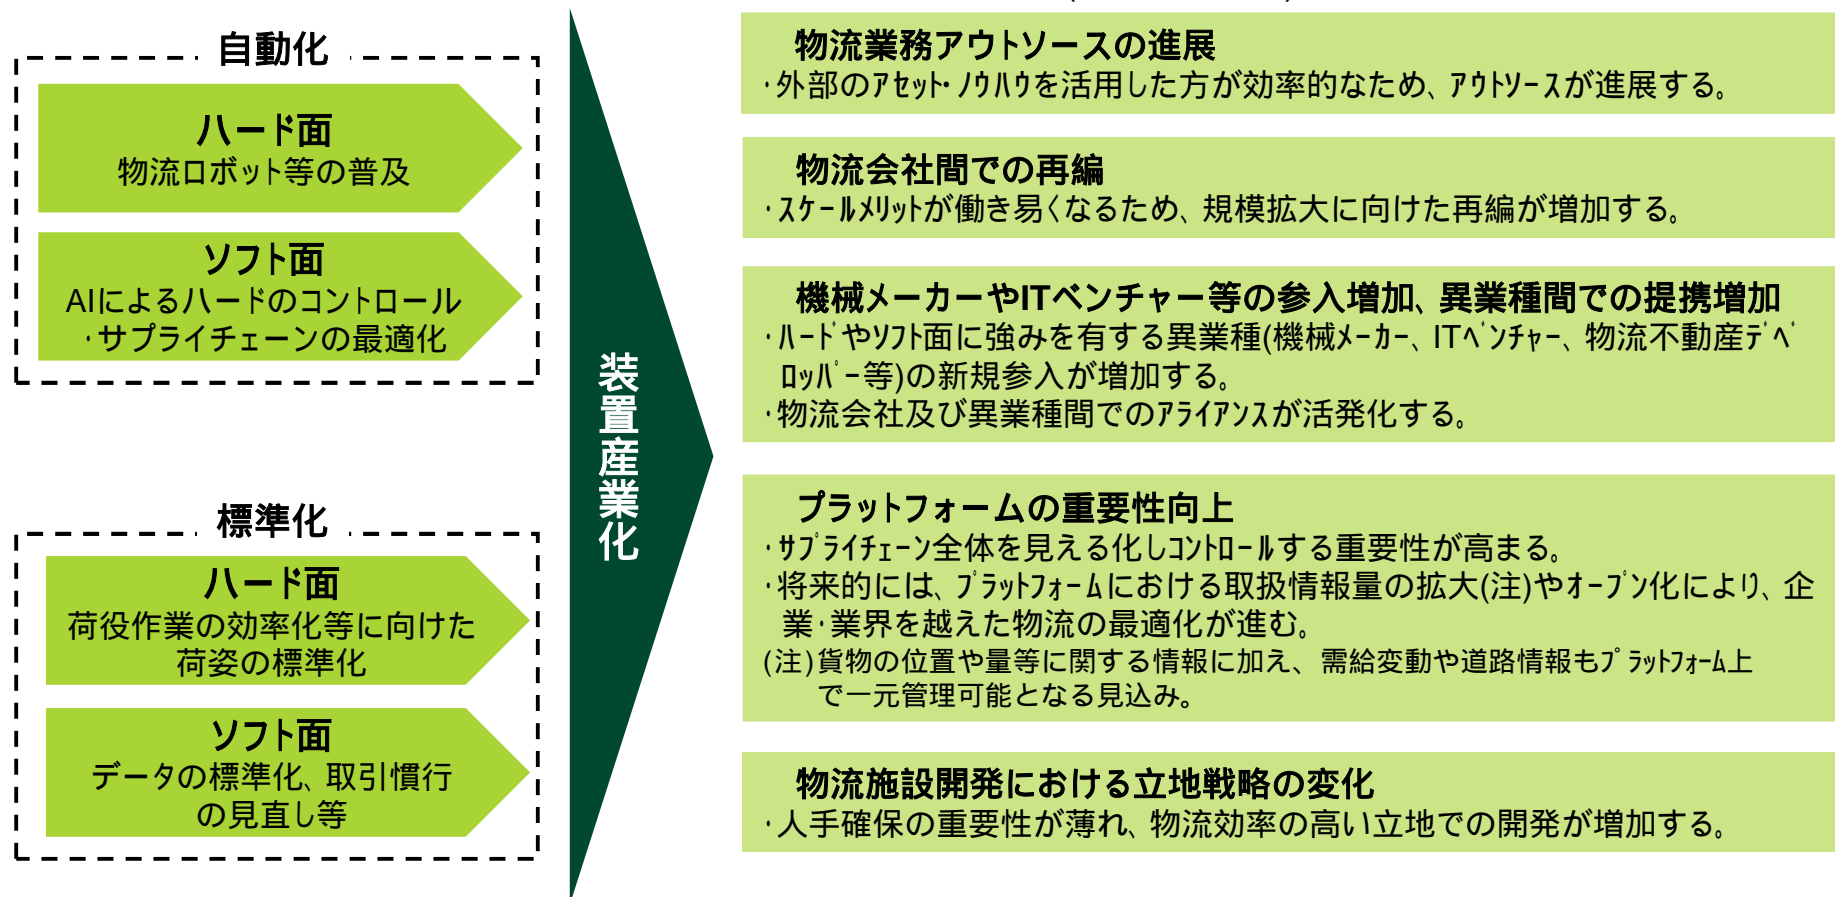 自動化
ハード面
物流ロボット等の普及
ソフト面
AIによるハードのコントロール
・サプライチェーンの最適化
標準化
ハード面
荷役作業の効率化等に向けた
荷姿の標準化
ソフト面
データの標準化、取引慣行
の見直し等
装置産業化
物流業務アウトソースの進展
・外部のｱｾｯﾄ・ﾉｳﾊｳを活用した方が効率的なため、ｱｳﾄｿｰｽが進展する。
物流会社間での再編
・ｽｹｰﾙﾒﾘｯﾄが働き易くなるため、規模拡大に向けた再編が増加する。
機械メーカーやITベンチャー等の参入増加、異業種間での提携増加
・ﾊｰﾄﾞやｿﾌﾄ面に強みを有する異業種(機械ﾒｰｶｰ、ITﾍﾞﾝﾁｬｰ、物流不動産ﾃﾞﾍﾞ
ﾛｯﾊﾟｰ等)の新規参入が増加する。
・物流会社及び異業種間でのｱﾗｲｱﾝｽが活発化する。
プラットフォームの重要性向上
・ｻﾌﾟﾗｲﾁｪｰﾝ全体を見える化しｺﾝﾄﾛｰﾙする重要性が高まる。
・将来的には、ﾌﾟﾗｯﾄﾌｫｰﾑにおける取扱情報量の拡大(注)やｵｰﾌﾟﾝ化により、企
業・業界を越えた物流の最適化が進む。
(注)貨物の位置や量等に関する情報に加え、需給変動や道路情報もﾌﾟﾗｯﾄﾌｫｰﾑ上
で一元管理可能となる見込み。
物流施設開発における立地戦略の変化
・人手確保の重要性が薄れ、物流効率の高い立地での開発が増加する。